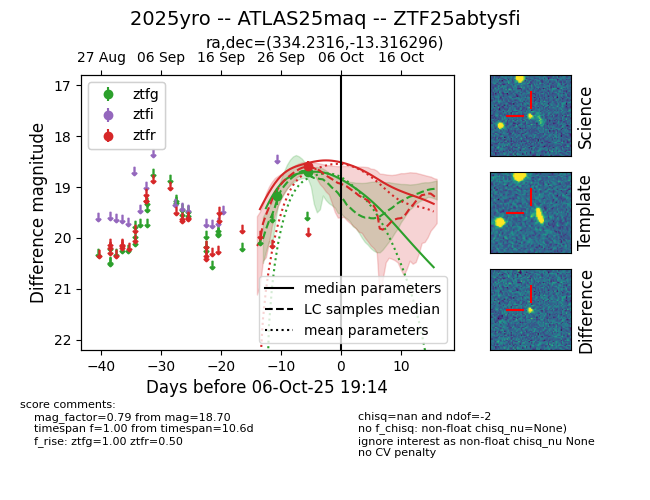 2025yro -- ATLAS25maq -- ZTF25abtysfi
ra,dec=(334.2316,-13.316296)
27 Aug 06 Sep 16 Sep 26 Sep 06 Oct 16 Oct
17
18
19
20
21
22
Difference magnitude
ztfg
ztfi
ztfr
median parameters
LC samples median
mean parameters
−40 −30 −20 −10 0 10
Days before 06-Oct-25 19:14
Science
Template
Difference
score comments:
mag_factor=0.79 from mag=18.70
timespan f=1.00 from timespan=10.6d
f_rise: ztfg=1.00 ztfr=0.50
chisq=nan and ndof=-2
no f_chisq: non-float chisq_nu=None)
ignore interest as non-float chisq_nu None
no CV penalty